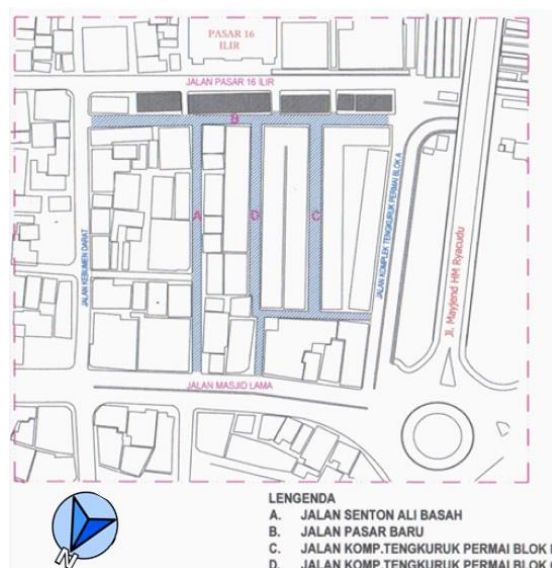 PASAR 16
ILIR
JALAN PASAR 16 ILIR
B
A
D
C
JALAN KEBUMEN DARAT
JALAN KOMPLEK TENGKURUK PERMAI BLOK A
Jl. Mayjend HM Ryacudu
JALAN MASJID LAMA
N
LENGENDA
A. JALAN SENTON ALI BASAH
B. JALAN PASAR BARU
C. JALAN KOMP.TENGKURUK PERMAI BLOK
D. JALAN KOMP.TENGKURUK PERMAI BLOK